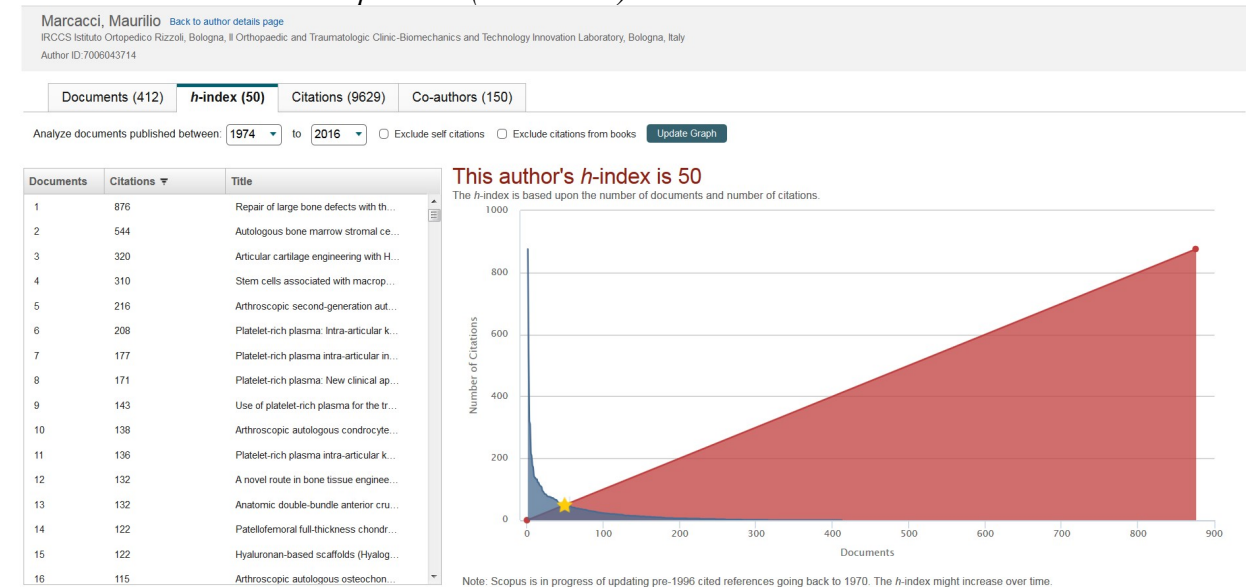 Marcacci, Maurilio Back to author details page
IRCCS Istituto Ortopedico Rizzoli, Bologna, II Orthopaedic and Traumatologic Clinic-Biomechanics and Technology Innovation Laboratory, Bologna, Italy
Author ID:7006043714
Documents (412) h-index (50) Citations (9629) Co-authors (150)
Analyze documents published between: 1974 to 2016 Exclude self citations Exclude citations from books Update Graph
Documents Citations Title
1 876 Repair of large bone defects with th...
2 544 Autologous bone marrow stromal ce...
3 320 Articular cartilage engineering with H...
4 310 Stem cells associated with macrop...
5 216 Arthroscopic second-generation aut...
6 208 Platelet-rich plasma: Intra-articular k...
7 177 Platelet-rich plasma intra-articular in...
8 171 Platelet-rich plasma: New clinical ap...
9 143 Use of platelet-rich plasma for the tr...
10 138 Arthroscopic autologous condrocyte...
11 136 Platelet-rich plasma intra-articular k...
12 132 A novel route in bone tissue enginee...
13 132 Anatomic double-bundle anterior cru...
14 122 Patellofemoral full-thickness chondr...
15 122 Hyaluronan-based scaffolds (Hyalog...
16 115 Arthroscopic autologous osteochon...
This author's h-index is 50
The h-index is based upon the number of documents and number of citations.
1000
800
600
400
200
0
Number of Citations
0 100 200 300 400 500 600 700 800 900
Documents
Note: Scopus is in progress of updating pre-1996 cited references going back to 1970. The h-index might increase over time.